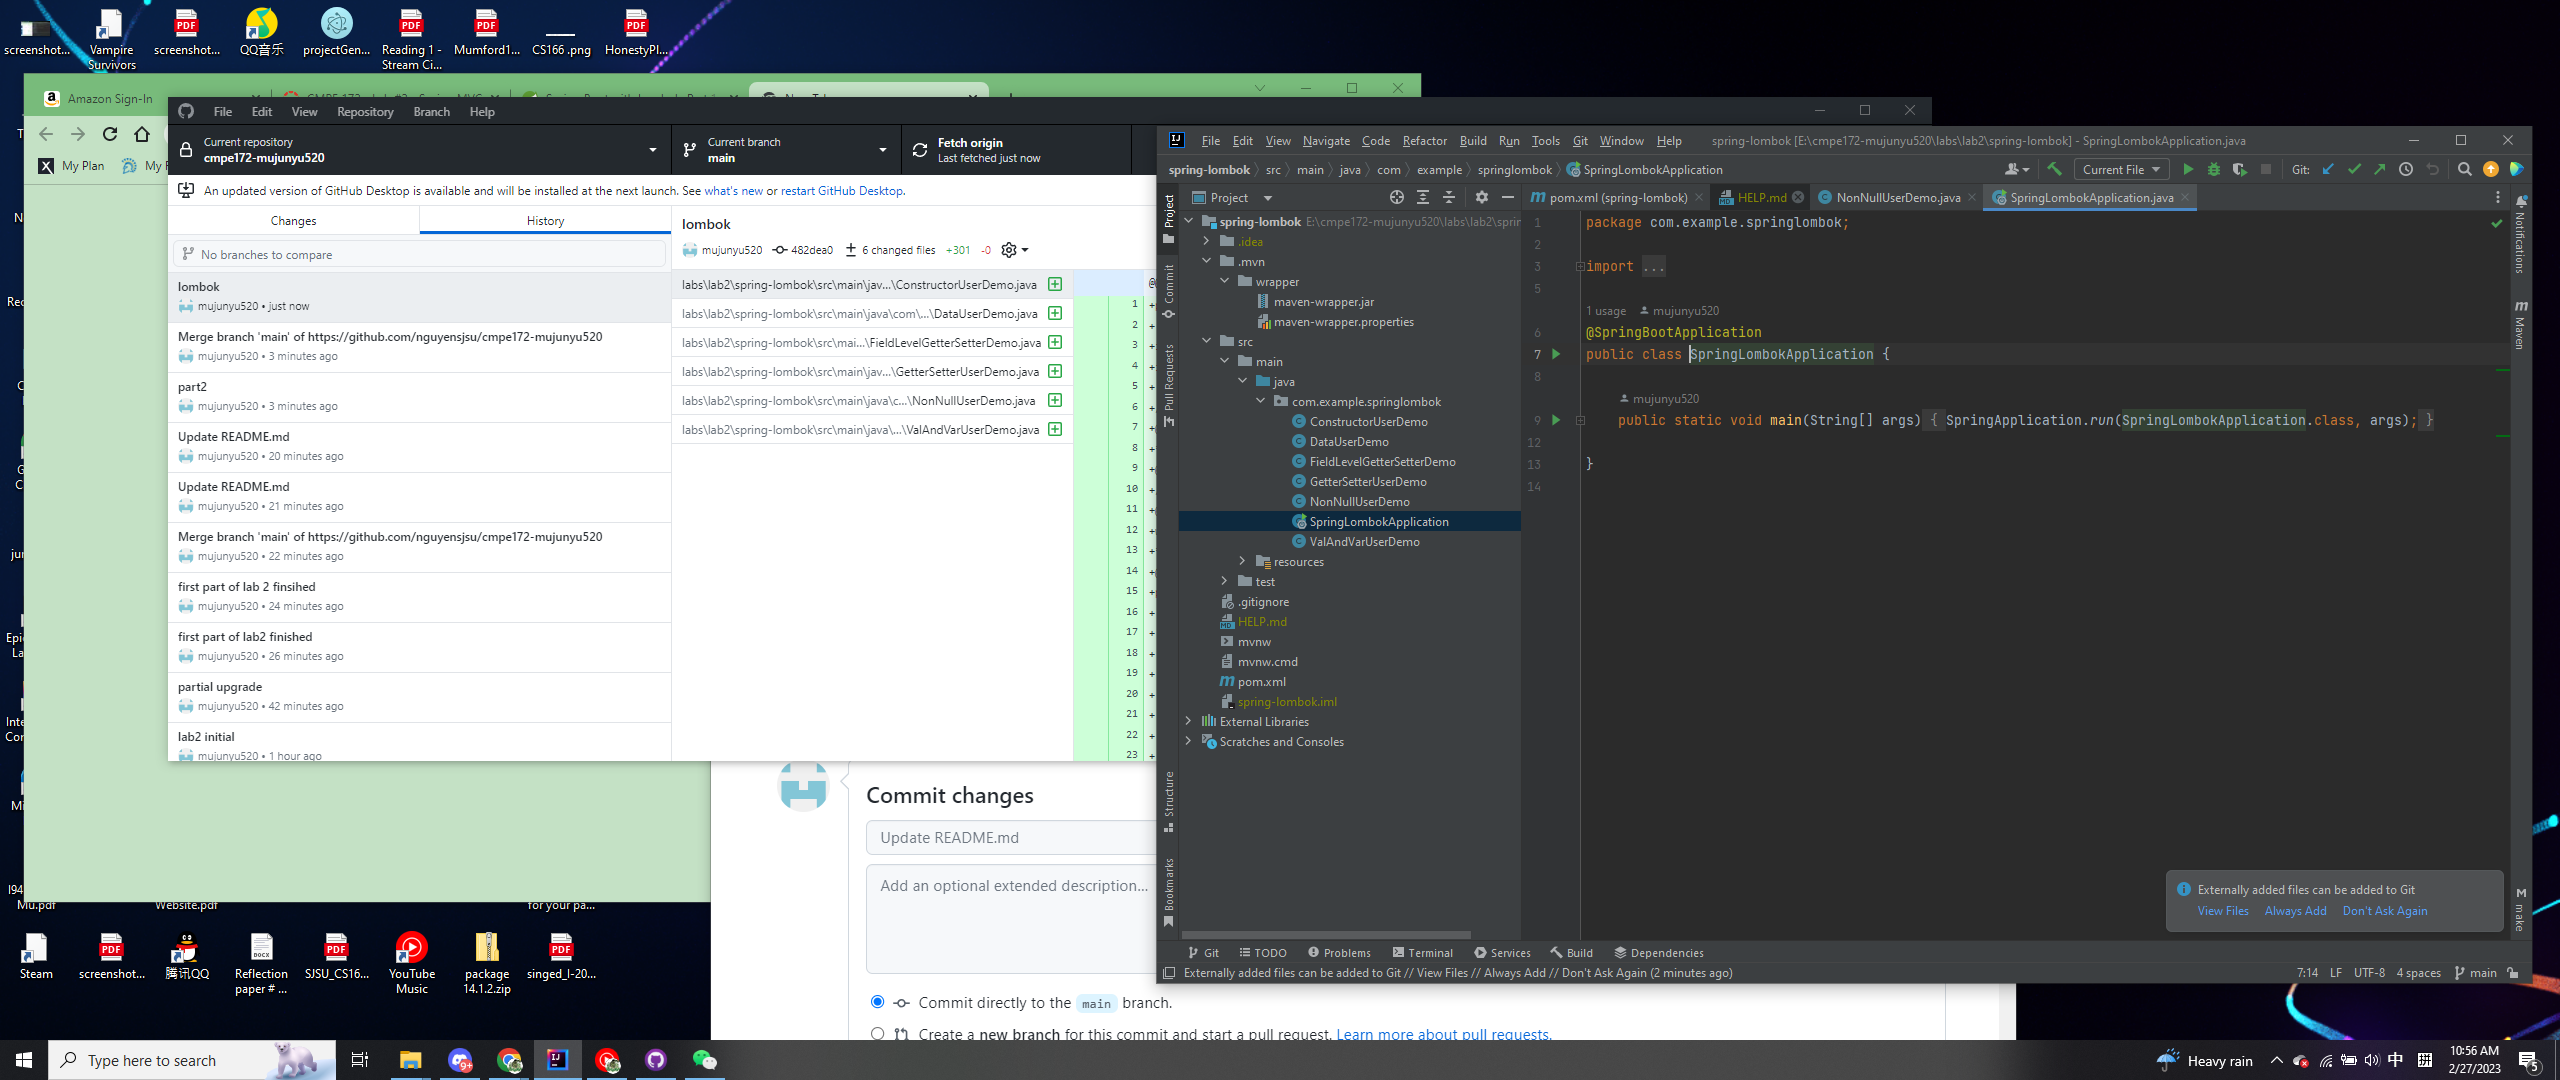 screenshot...
Vampire Survivors
screenshot...
QQ音乐
projectGen...
Reading 1 - Stream Ci...
Mumford1...
CS166 .png
HonestyPl...
Amazon Sign-In
My Plan
File Edit View Repository Branch Help
Current repository
cmpe172-mujunyu520
Current branch
main
Fetch origin
Last fetched just now
An updated version of GitHub Desktop is available and will be installed at the next launch. See what's new or restart GitHub Desktop.
Changes
History
No branches to compare
lombok
mujunyu520 • just now
Merge branch 'main' of https://github.com/nguyensjsu/cmpe172-mujunyu520
mujunyu520 • 3 minutes ago
part2
mujunyu520 • 3 minutes ago
Update README.md
mujunyu520 • 20 minutes ago
Update README.md
mujunyu520 • 21 minutes ago
Merge branch 'main' of https://github.com/nguyensjsu/cmpe172-mujunyu520
mujunyu520 • 22 minutes ago
first part of lab 2 finsihed
mujunyu520 • 24 minutes ago
first part of lab2 finished
mujunyu520 • 26 minutes ago
partial upgrade
mujunyu520 • 42 minutes ago
lab2 initial
mujunyu520 • 1 hour ago
lombok
mujunyu520 482dea0 6 changed files +301 -0
labs\lab2\spring-lombok\src\main\jav...\ConstructorUserDemo.java
labs\lab2\spring-lombok\src\main\java\com\...\DataUserDemo.java
labs\lab2\spring-lombok\src\mai...\FieldLevelGetterSetterDemo.java
labs\lab2\spring-lombok\src\main\jav...\GetterSetterUserDemo.java
labs\lab2\spring-lombok\src\main\java\c...\NonNullUserDemo.java
labs\lab2\spring-lombok\src\main\java\...\ValAndVarUserDemo.java
@
1 +
2 +
3 +
4 +
5 +
6 +
7 +
8 +
9 +
10 +
11 +
12 +
13 +
14 +
15 +
16 +
17 +
18 +
19 +
20 +
21 +
22 +
23 +
Commit changes
Update README.md
Add an optional extended description...
Commit directly to the main branch.
Create a new branch for this commit and start a pull request. Learn more about pull requests.
File Edit View Navigate Code Refactor Build Run Tools Git Window Help
spring-lombok [E:\cmpe172-mujunyu520\labs\lab2\spring-lombok] - SpringLombokApplication.java
spring-lombok src main java com example springlombok SpringLombokApplication
Current File
Git:
Project
pom.xml (spring-lombok)
HELP.md
NonNullUserDemo.java
SpringLombokApplication.java
Project
Commit
Pull Requests
Structure
Bookmarks
spring-lombok E:\cmpe172-mujunyu520\labs\lab2\sprin
.idea
.mvn
wrapper
maven-wrapper.jar
maven-wrapper.properties
src
main
java
com.example.springlombok
ConstructorUserDemo
DataUserDemo
FieldLevelGetterSetterDemo
GetterSetterUserDemo
NonNullUserDemo
SpringLombokApplication
ValAndVarUserDemo
resources
test
.gitignore
HELP.md
mvnw
mvnw.cmd
pom.xml
spring-lombok.iml
External Libraries
Scratches and Consoles
1 package com.example.springlombok;
2
3 import ...
5
1 usage mujunyu520
6 @SpringBootApplication
7 public class SpringLombokApplication {
8
mujunyu520
9 public static void main(String[] args) { SpringApplication.run(SpringLombokApplication.class, args); }
12
13 }
14
Notifications
Maven
make
Externally added files can be added to Git
View Files Always Add Don't Ask Again
Git TODO Problems Terminal Services Build Dependencies
Externally added files can be added to Git // View Files // Always Add // Don't Ask Again (2 minutes ago)
7:14 LF UTF-8 4 spaces main
Mu.pdf
Website.pdf
for your pa...
Steam
screenshot...
腾讯QQ
Reflection paper # ...
SJSU_CS16...
YouTube Music
package 14.1.2.zip
singed_I-20...
Type here to search
Heavy rain
中
拼
10:56 AM
2/27/2023
5